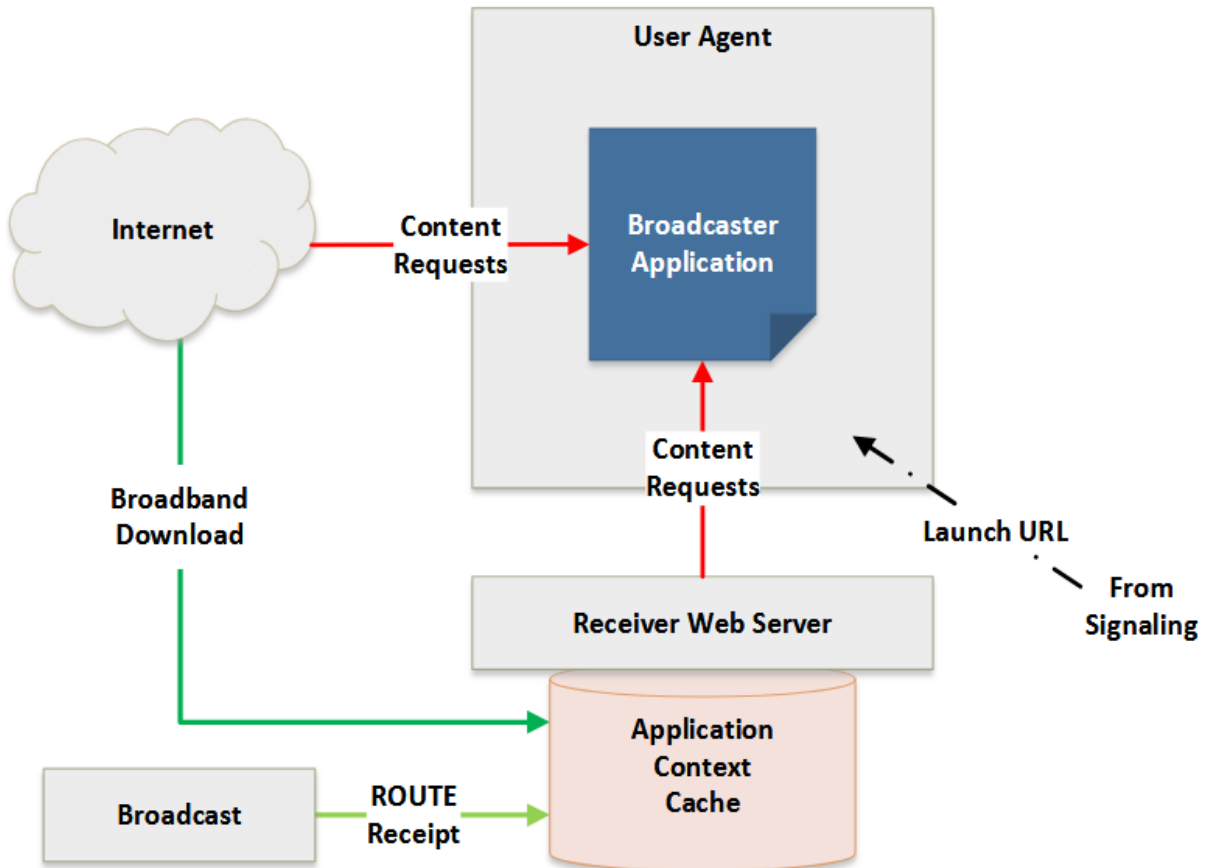 User Agent
Internet
Content
Requests
Broadcaster
Application
Content
Requests
Broadband
Download
Launch URL
From
Signaling
Receiver Web Server
Application
Context
Cache
Broadcast
ROUTE
Receipt